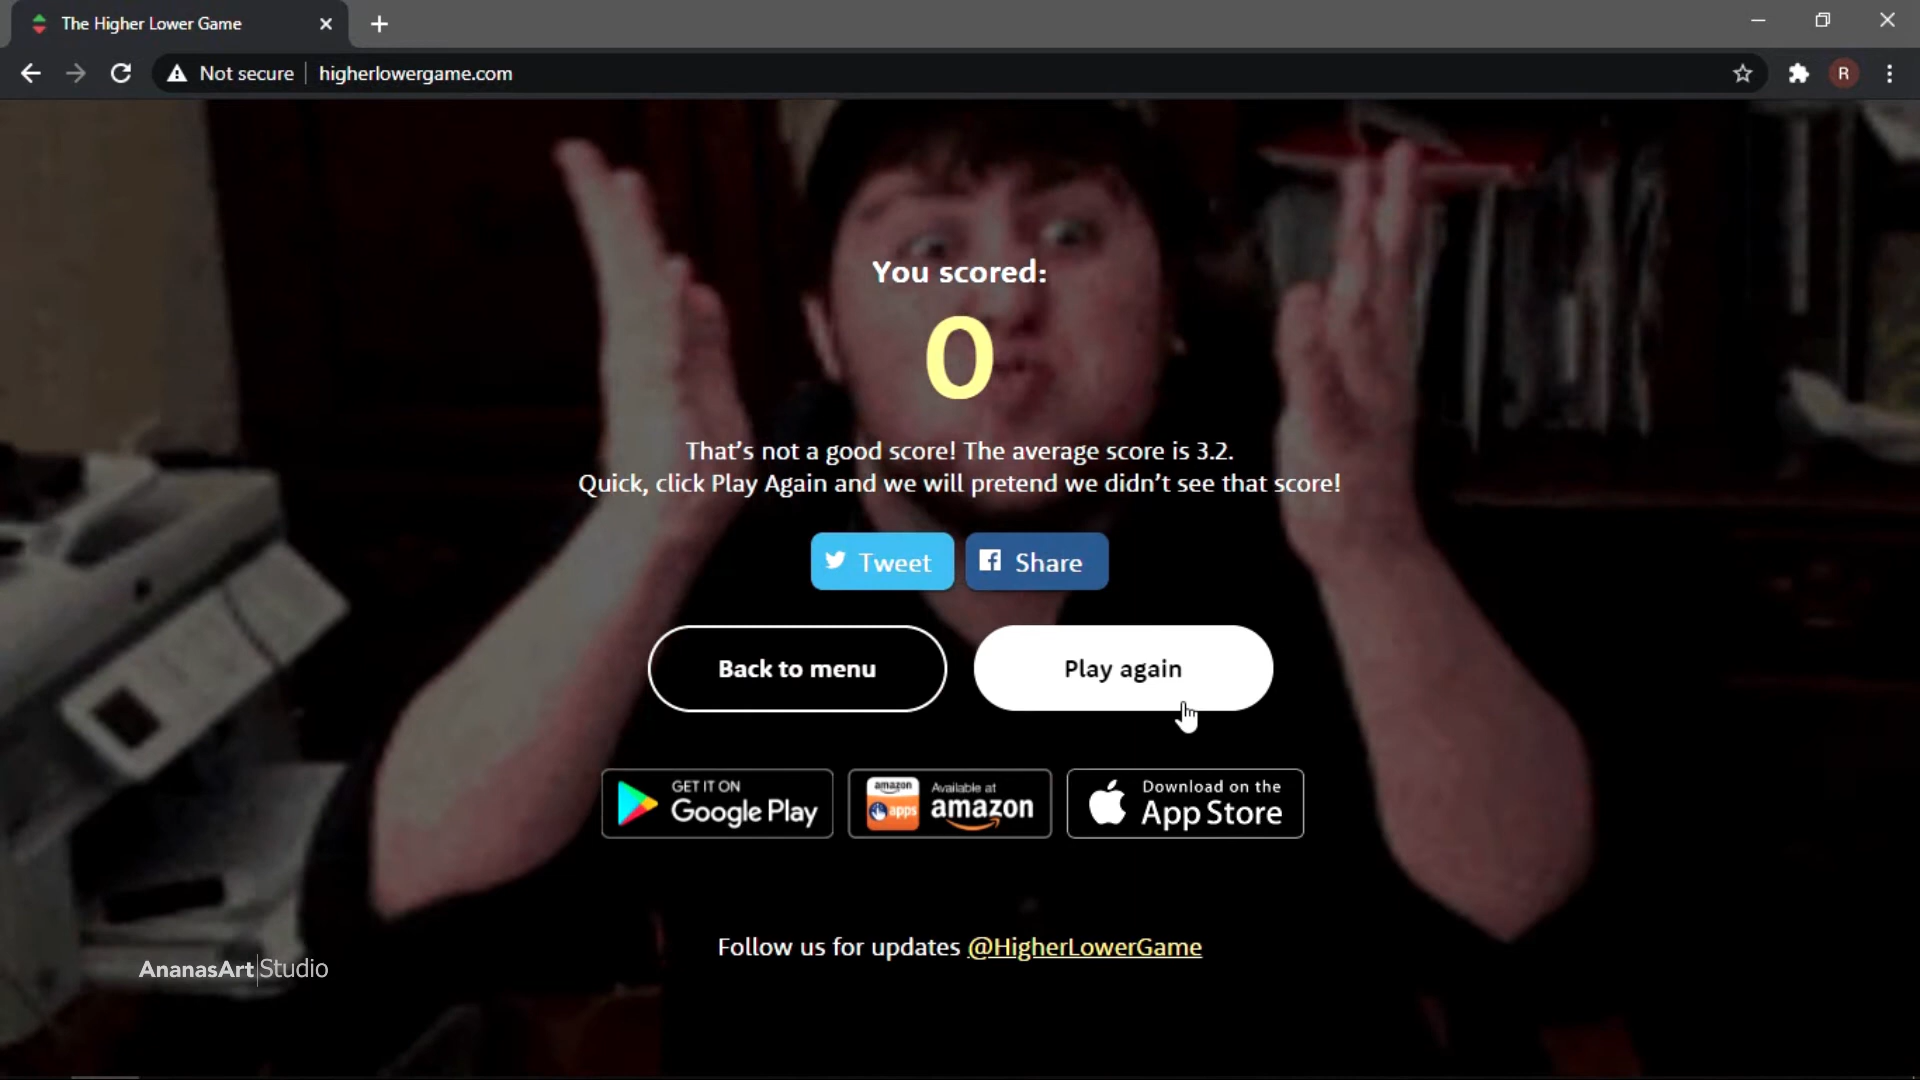 The Higher Lower Game
Not secure
higherlowergame.com
R
You scored:
0
That's not a good score! The average score is 3.2.
Quick, click Play Again and we will pretend we didn't see that score!
Tweet
Share
Back to menu
Play again
GET IT ON
Google Play
amazon
apps
Available at
amazon
Download on the
App Store
Follow us for updates @HigherLowerGame
AnanasArt|Studio